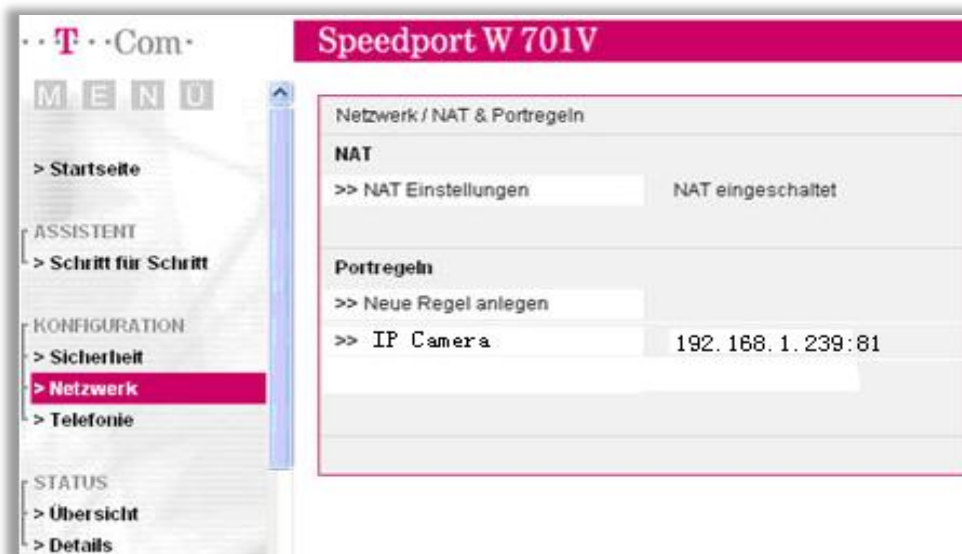 ··T··Com·
Speedport W 701V
MENÜ
> Startseite
ASSISTENT
> Schritt für Schritt
KONFIGURATION
> Sicherheit
> Netzwerk
> Telefonie
STATUS
> Übersicht
> Details
Netzwerk / NAT & Portregeln
NAT
>> NAT Einstellungen NAT eingeschaltet
Portregeln
>> Neue Regel anlegen
>> IP Camera 192.168.1.239:81